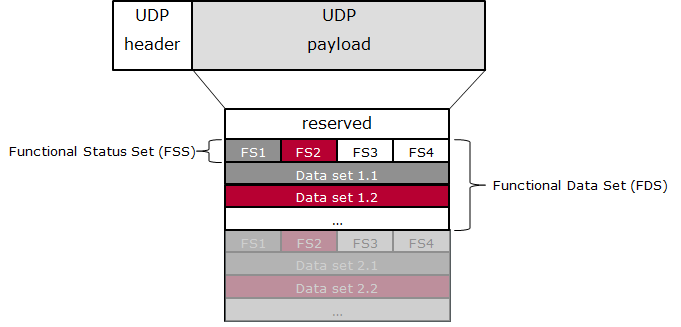 UDP header
UDP payload
reserved
Functional Status Set (FSS)
FS1 FS2 FS3 FS4
Data set 1.1
Functional Data Set (FDS)
Data set 1.2
...
FS1 FS2 FS3 FS4
Data set 2.1
Data set 2.2
...